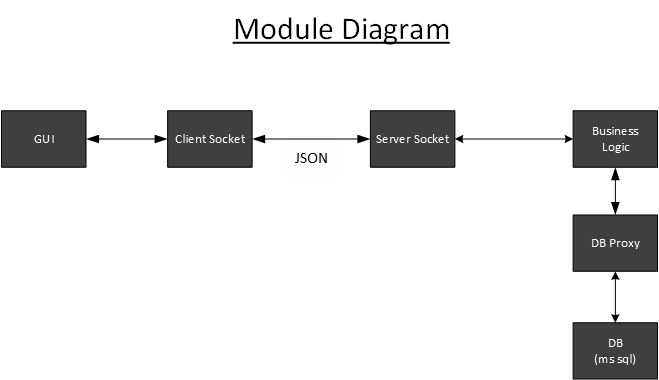 Module Diagram
GUI
Client Socket
JSON
Server Socket
Business
Logic
DB Proxy
DB
(ms sql)